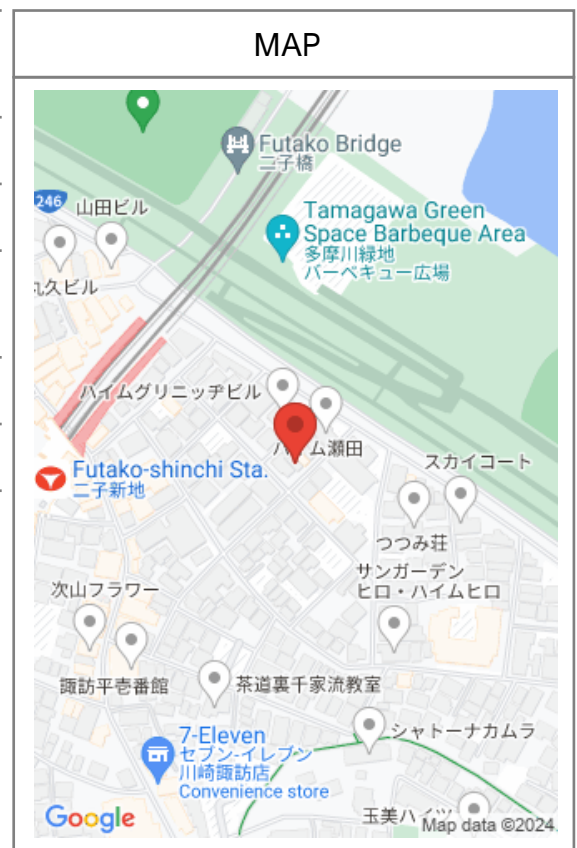 MAP
Futako Bridge
二子橋
246
山田ビル
Tamagawa Green
Space Barbeque Area
多摩川緑地
バーベキュー広場
久ビル
ハイムグリニッヂビル
ム瀬田
Futako-shinchi Sta.
二子新地
スカイコート
つつみ荘
サンガーデン
ヒロ・ハイムヒロ
次山フラワー
諏訪平壱番館
茶道裏千家流教室
7-Eleven
セブン-イレブン
川崎諏訪店
Convenience store
シャトーナカムラ
玉美ハイツ
Google
Map data ©2024